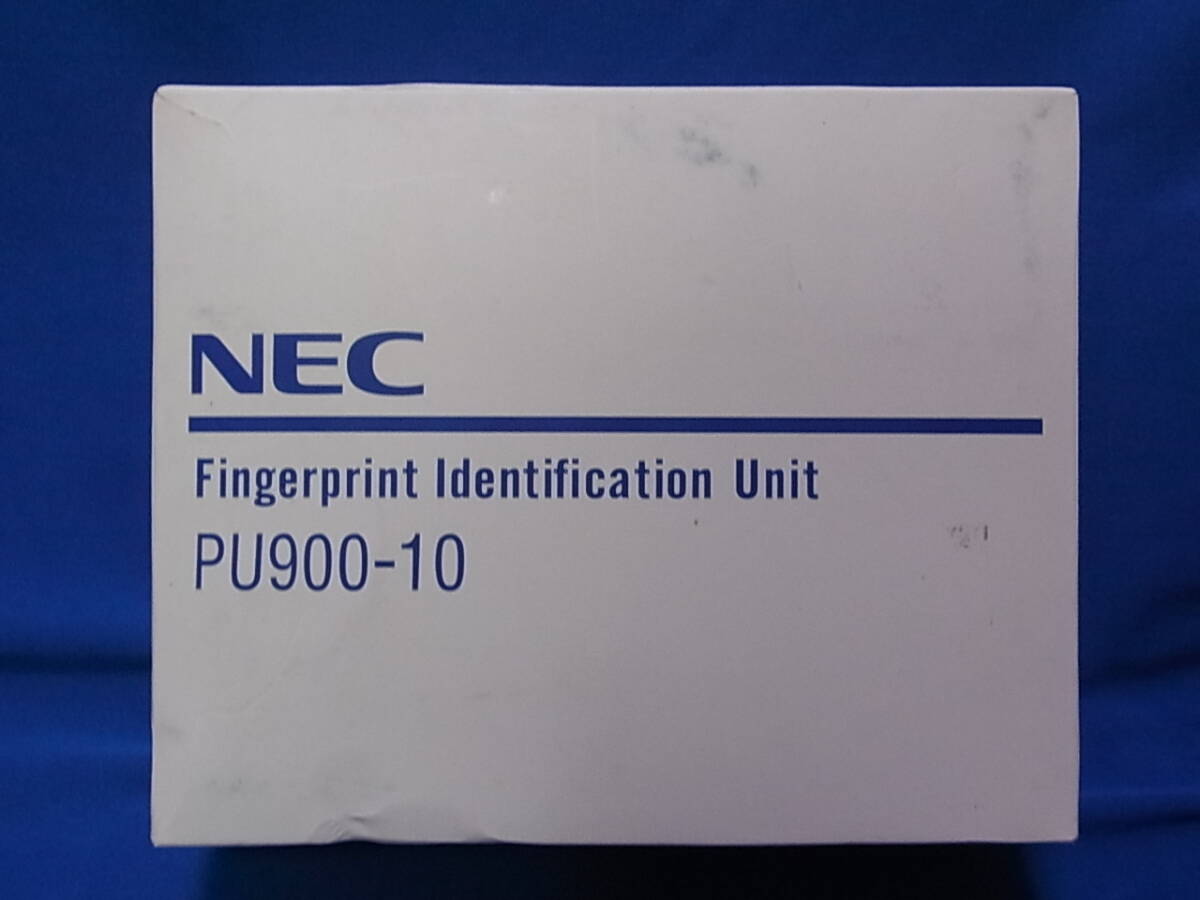 NEC
Fingerprint Identification Unit
PU900-10